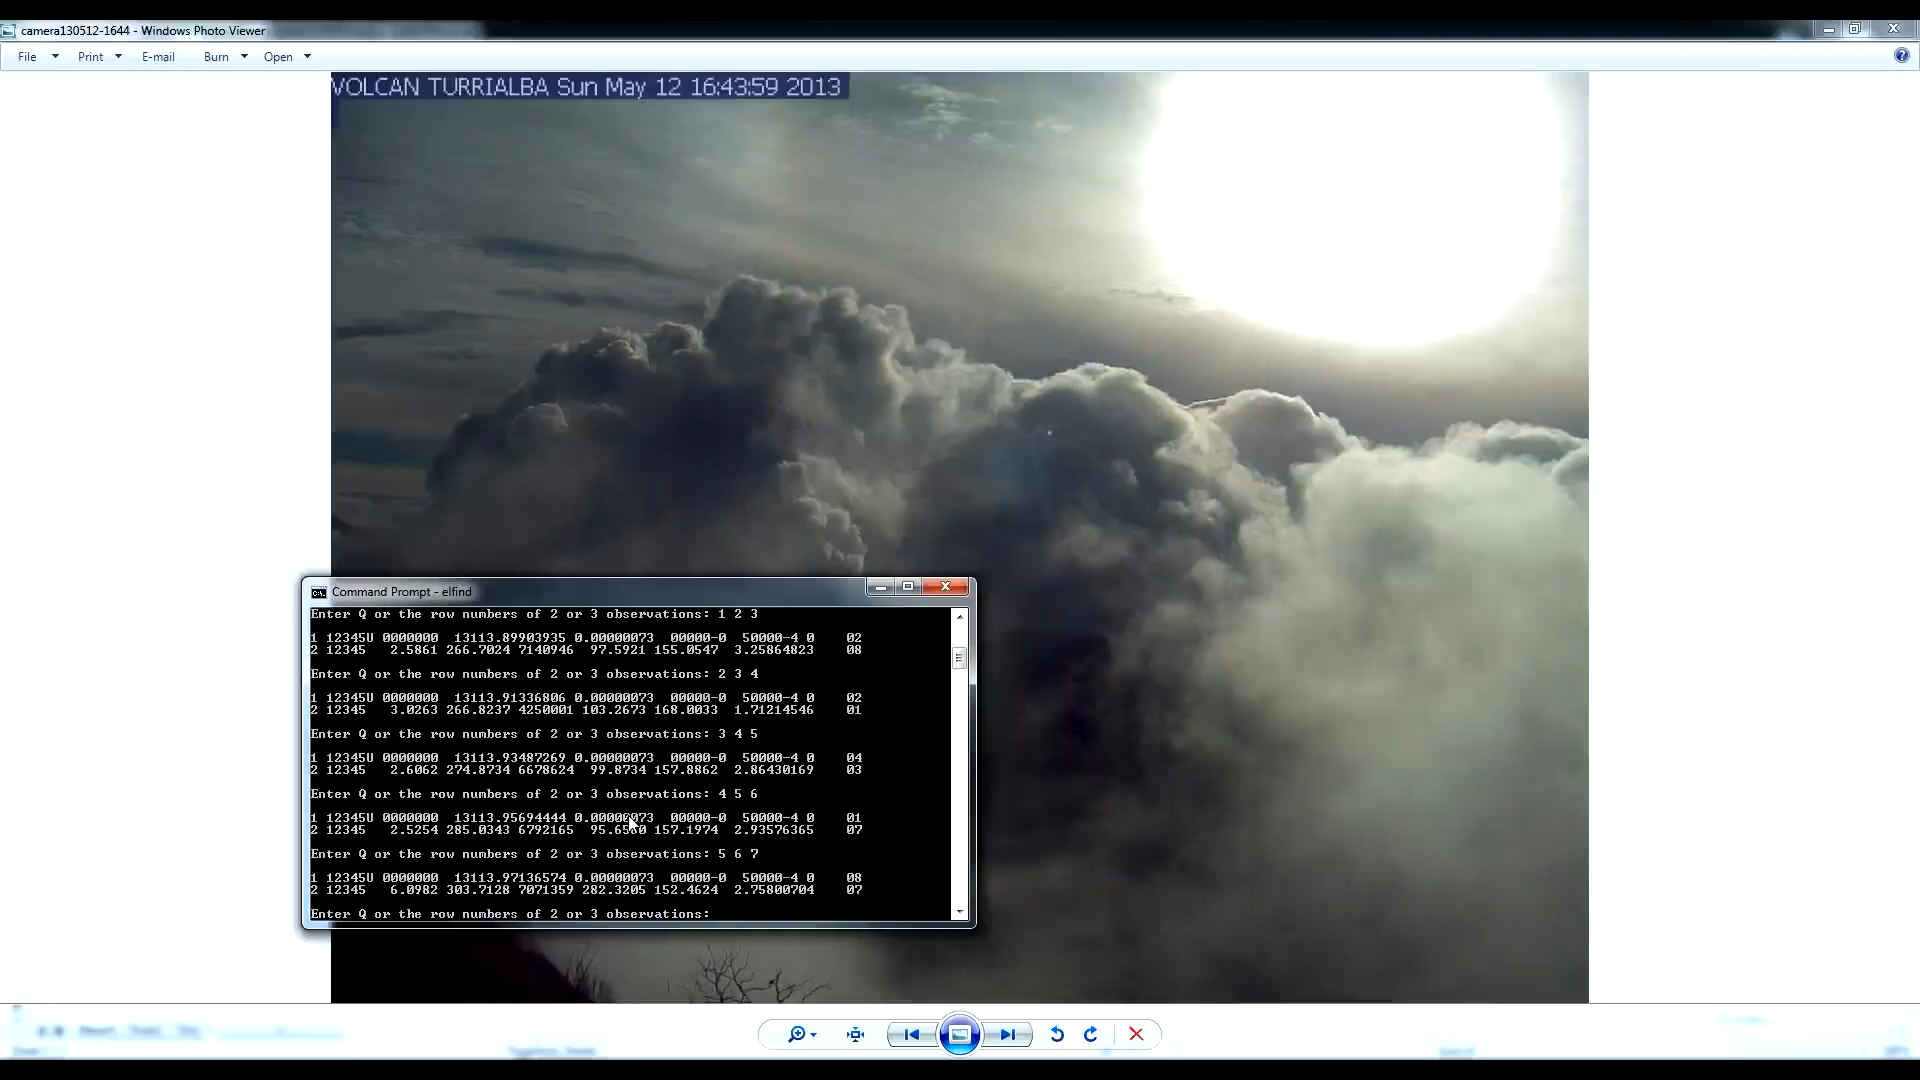 camera130512-1644 - Windows Photo Viewer
File Print E-mail Burn Open
VOLCAN TURRIALBA Sun May 12 16:43:59 2013
Command Prompt - elfind
Enter Q or the row numbers of 2 or 3 observations: 1 2 3
1 12345U 0000000 13113.89903935 0.00000073 00000-0 50000-4 0 02
2 12345 2.5861 266.7024 7140946 97.5921 155.0547 3.25864823 08
Enter Q or the row numbers of 2 or 3 observations: 2 3 4
1 12345U 0000000 13113.91336806 0.00000073 00000-0 50000-4 0 02
2 12345 3.0263 266.8237 4250001 103.2673 168.0033 1.71214546 01
Enter Q or the row numbers of 2 or 3 observations: 3 4 5
1 12345U 0000000 13113.93487269 0.00000073 00000-0 50000-4 0 04
2 12345 2.6062 274.8734 6678624 99.8734 157.8862 2.86430169 03
Enter Q or the row numbers of 2 or 3 observations: 4 5 6
1 12345U 0000000 13113.95694444 0.00000073 00000-0 50000-4 0 01
2 12345 2.5254 285.0343 6792165 157.1974 2.93576365 07
Enter Q or the row numbers of 2 or 3 observations: 5 6 7
1 12345U 0000000 13113.97136574 0.00000073 00000-0 50000-4 0 08
2 12345 6.0982 303.7128 7071359 282.3205 152.4624 2.75800704 07
Enter Q or the row numbers of 2 or 3 observations: